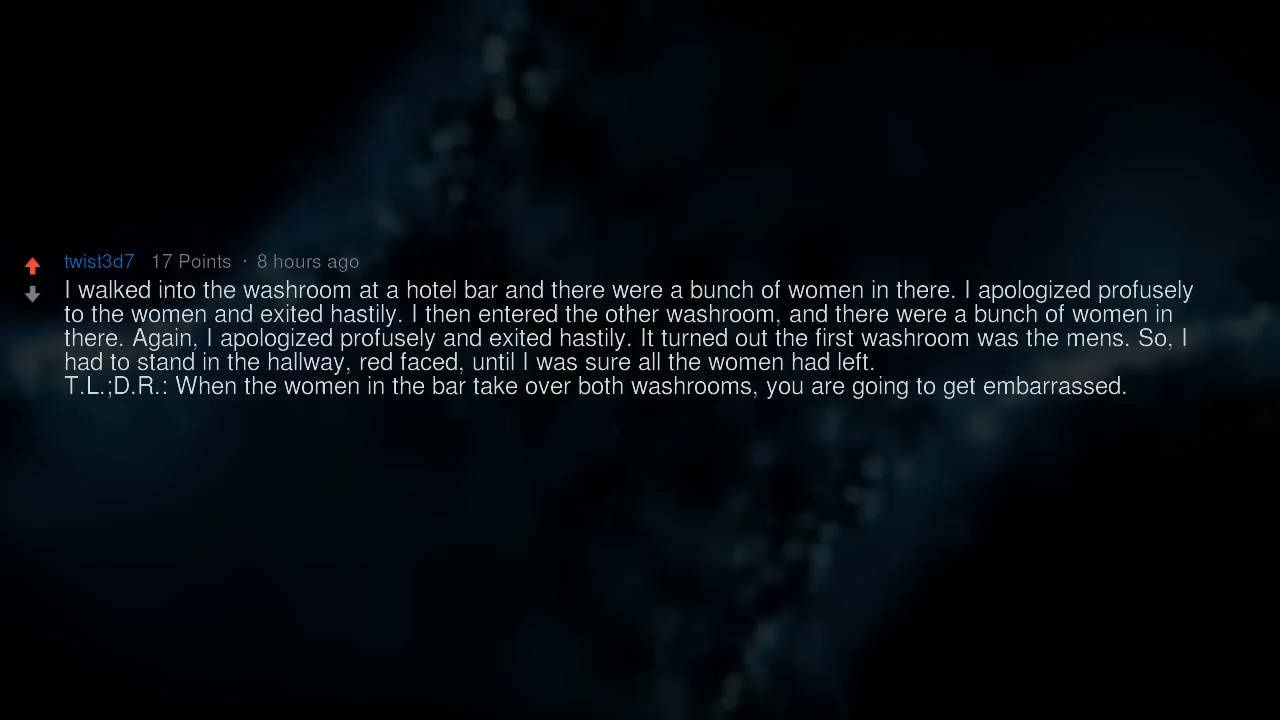 twist3d7 17 Points · 8 hours ago
I walked into the washroom at a hotel bar and there were a bunch of women in there. I apologized profusely
to the women and exited hastily. I then entered the other washroom, and there were a bunch of women in
there. Again, I apologized profusely and exited hastily. It turned out the first washroom was the mens. So, I
had to stand in the hallway, red faced, until I was sure all the women had left.
T.L.;D.R.: When the women in the bar take over both washrooms, you are going to get embarrassed.